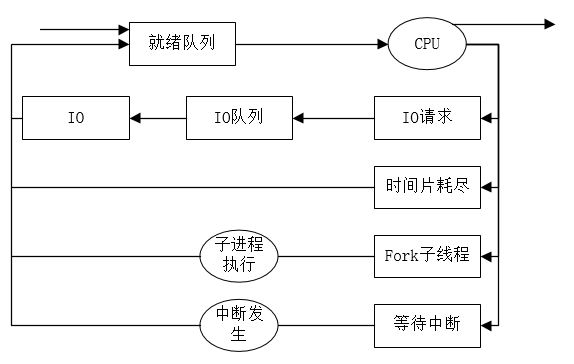 就绪队列
CPU
IO
IO队列
IO请求
时间片耗尽
子进程
执行
Fork子线程
中断发
生
等待中断